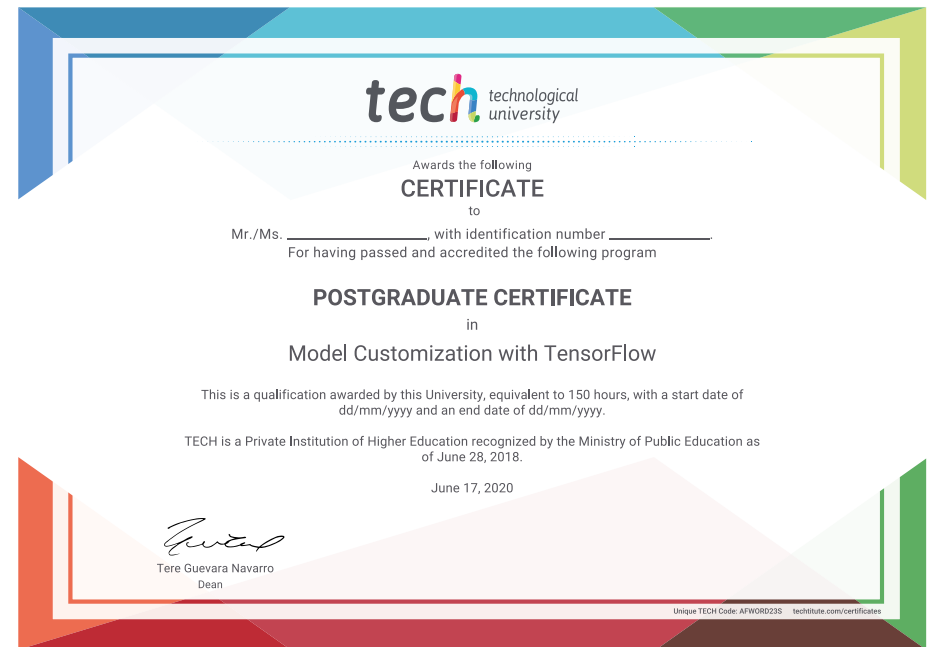 tech technological
university
Awards the following
CERTIFICATE
to
Mr./Ms. ____________________, with identification number ______________.
For having passed and accredited the following program
POSTGRADUATE CERTIFICATE
in
Model Customization with TensorFlow
This is a qualification awarded by this University, equivalent to 150 hours, with a start date of
dd/mm/yyyy and an end date of dd/mm/yyyy.
TECH is a Private Institution of Higher Education recognized by the Ministry of Public Education as
of June 28, 2018.
June 17, 2020
Tere Guevara Navarro
Dean
Unique TECH Code: AFWORD23S techtitute.com/certificates